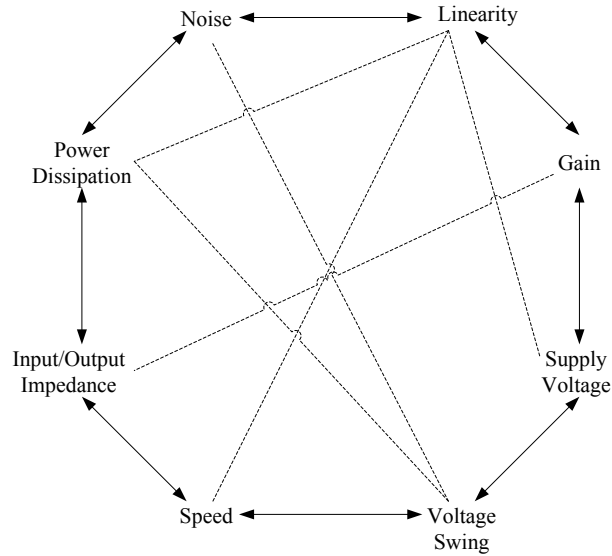 Noise
Linearity
Power
Dissipation
Gain
Input/Output
Impedance
Supply
Voltage
Speed
Voltage
Swing